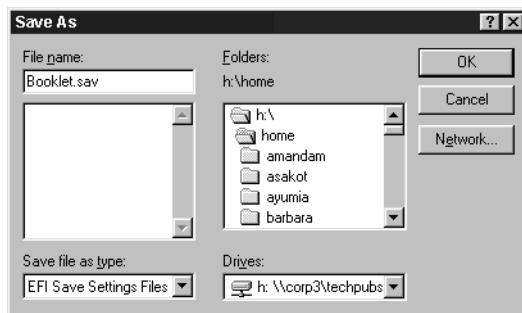 Save As
File name:
Booklet.sav
Folders:
h:\home
h:\
home
amandam
asakot
ayumia
barbara
OK
Cancel
Network...
Save file as type:
EFI Save Settings Files
Drives:
h: \\corp3\techpubs